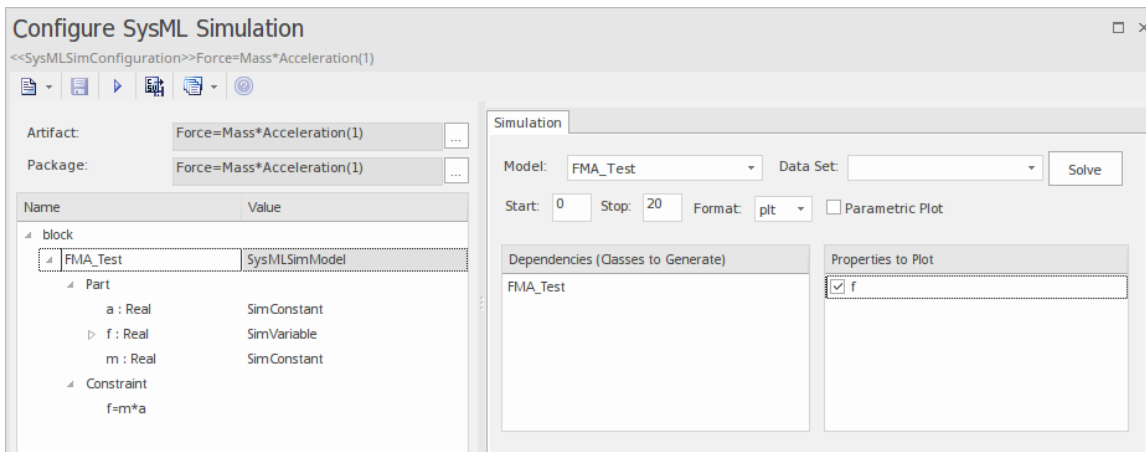 Configure SysML Simulation
<<SysMLSimConfiguration>>Force=Mass*Acceleration(1)
Artifact: Force=Mass*Acceleration(1) ...
Package: Force=Mass*Acceleration(1) ...
Name Value
block
FMA_Test SysMLSimModel
Part
a : Real SimConstant
f : Real SimVariable
m : Real SimConstant
Constraint
f=m*a
Simulation
Model: FMA_Test Data Set: Solve
Start: 0 Stop: 20 Format: plt Parametric Plot
Dependencies (Classes to Generate) Properties to Plot
FMA_Test f